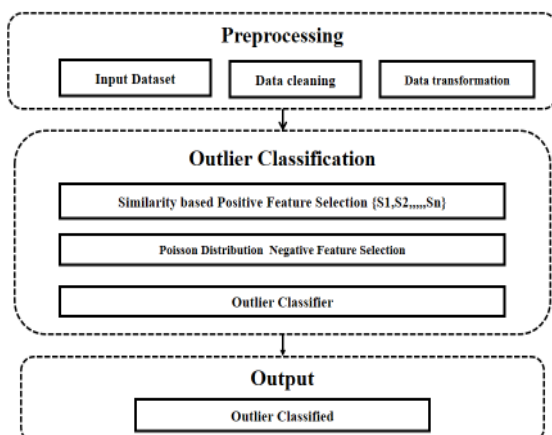 Preprocessing
Input Dataset
Data cleaning
Data transformation
Outlier Classification
Similarity based Positive Feature Selection {S1,S2,,,,,Sn}
Poisson Distribution Negative Feature Selection
Outlier Classifier
Output
Outlier Classified